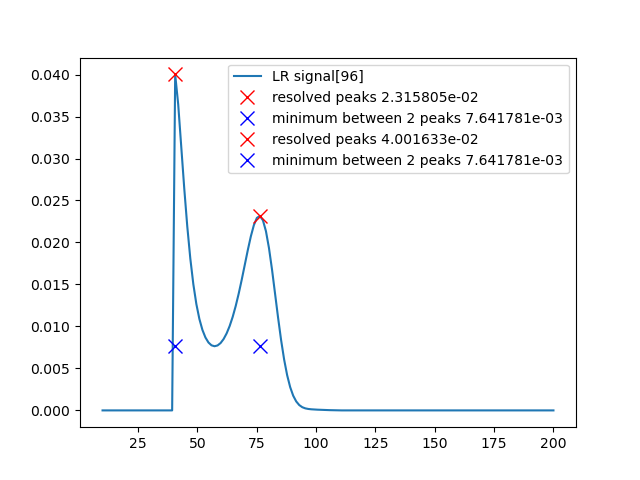 LR signal[96]
resolved peaks 2.315805e-02
minimum between 2 peaks 7.641781e-03
resolved peaks 4.001633e-02
minimum between 2 peaks 7.641781e-03
0.040
0.035
0.030
0.025
0.020
0.015
0.010
0.005
0.000
25 50 75 100 125 150 175 200